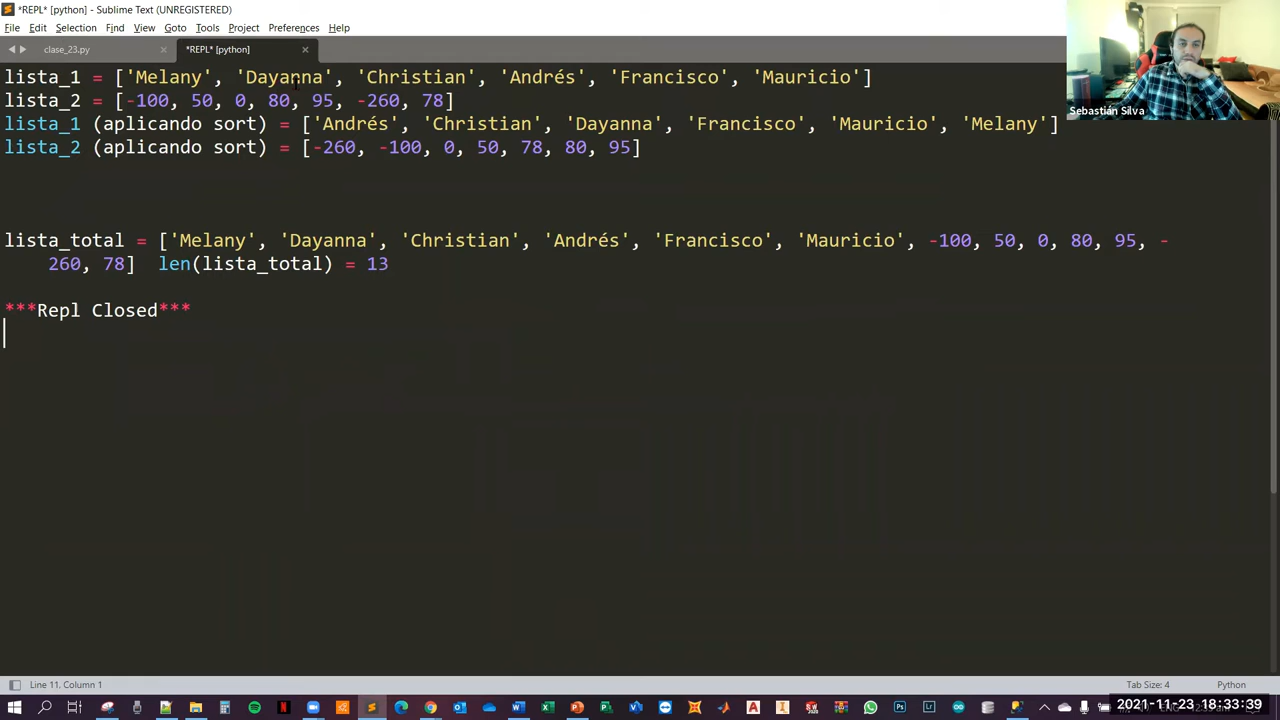 *REPL* [python] - Sublime Text (UNREGISTERED)
File Edit Selection Find View Goto Tools Project Preferences Help
clase_23.py × *REPL* [python] ×
lista_1 = ['Melany', 'Dayanna', 'Christian', 'Andrés', 'Francisco', 'Mauricio']
lista_2 = [-100, 50, 0, 80, 95, -260, 78]
lista_1 (aplicando sort) = ['Andrés', 'Christian', 'Dayanna', 'Francisco', 'Mauricio', 'Melany']
lista_2 (aplicando sort) = [-260, -100, 0, 50, 78, 80, 95]
lista_total = ['Melany', 'Dayanna', 'Christian', 'Andrés', 'Francisco', 'Mauricio', -100, 50, 0, 80, 95, -
260, 78]  len(lista_total) = 13
***Repl Closed***
Sebastián Silva
Line 11, Column 1
Tab Size: 4 Python
2021-11-23 18:33:39